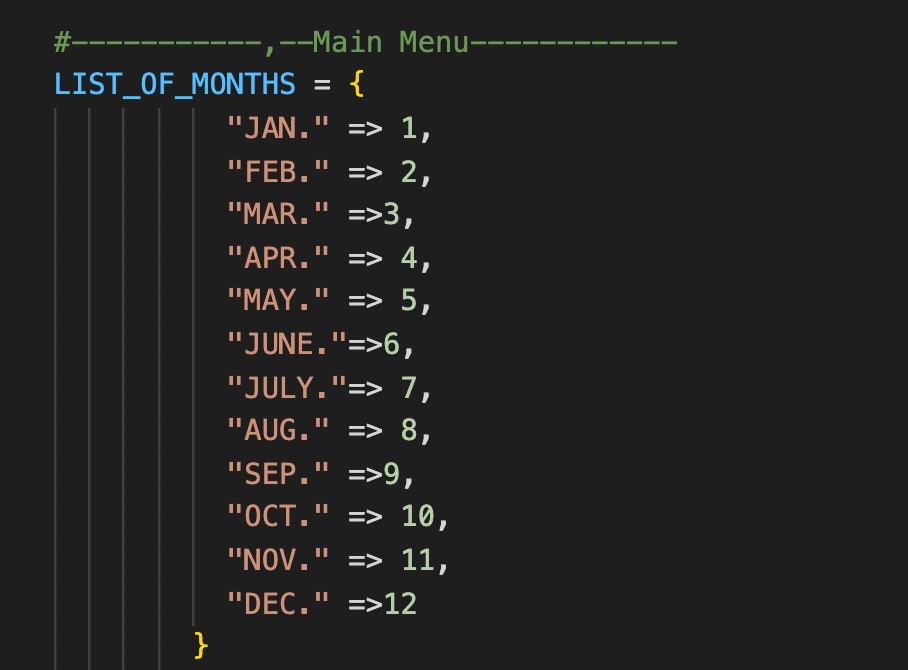 #-----------,--Main Menu------------
LIST_OF_MONTHS = {
"JAN." => 1,
"FEB." => 2,
"MAR." =>3,
"APR." => 4,
"MAY." => 5,
"JUNE."=>6,
"JULY."=> 7,
"AUG." => 8,
"SEP." =>9,
"OCT." => 10,
"NOV." => 11,
"DEC." =>12
}